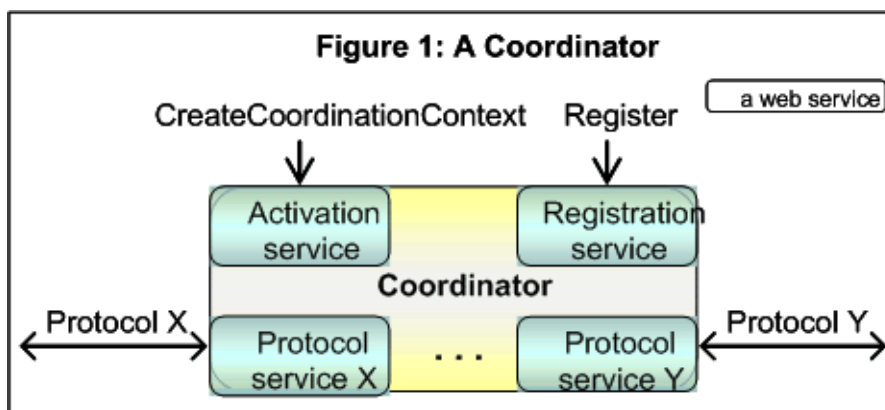 Figure 1: A Coordinator
a web service
CreateCoordinationContext
Register
Activation
service
Registration
service
Coordinator
Protocol X
Protocol Y
Protocol
service X
. . .
Protocol
service Y